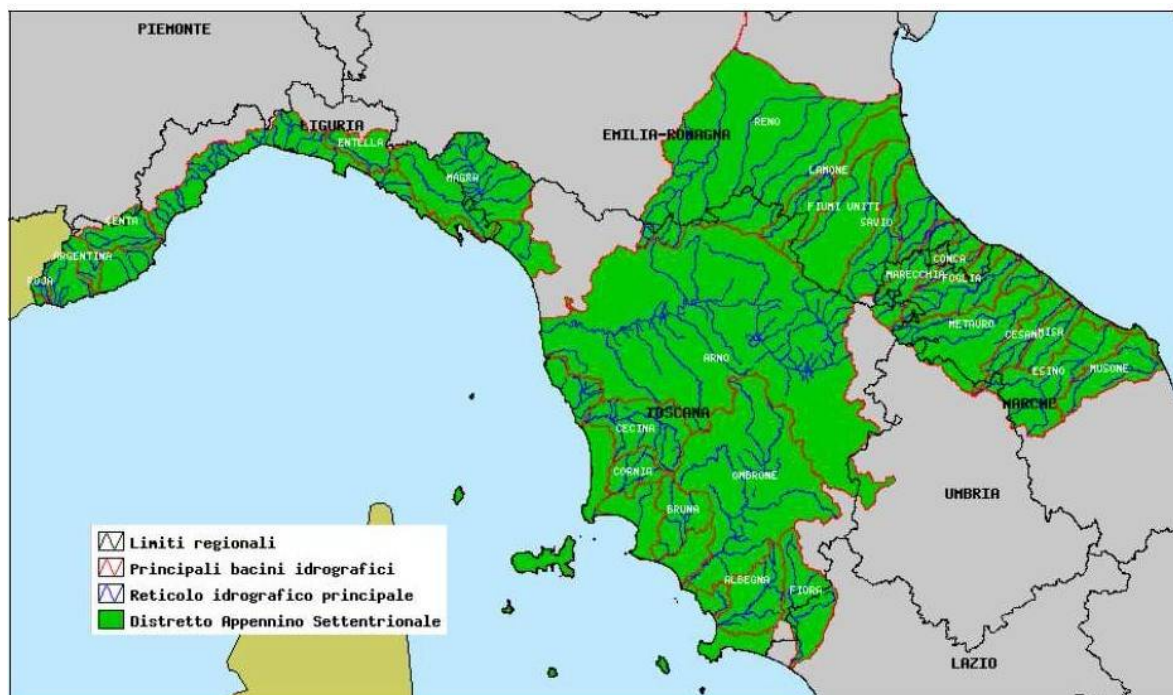 PIEMONTE
LIGURIA
ENTELLA
MAGRA
CENTA
ARGENTINA
ROJA
EMILIA-ROMAGNA
RENO
LAMONE
FIUMI UNITI
SAVIO
CONCA
MARECCHIA
FOGLIA
METAURO
CESANO
MISA
ESINO
MUSONE
MARCHE
ARNO
TOSCANA
CECINA
CORNIA
OMBRONE
BRUNA
ALBEGNA
FIORA
UMBRIA
LAZIO
Limiti regionali
Principali bacini idrografici
Reticolo idrografico principale
Distretto Appennino Settentrionale